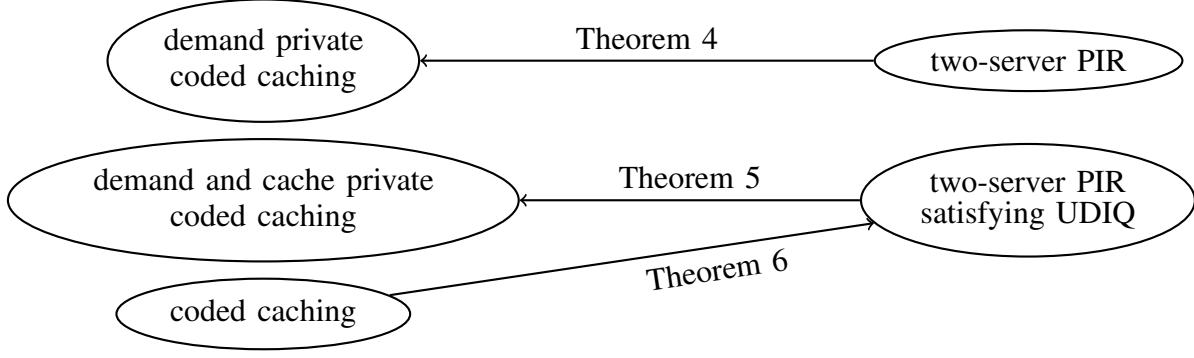 demand private
coded caching
Theorem 4
two-server PIR
demand and cache private
coded caching
Theorem 5
two-server PIR
satisfying UDIQ
coded caching
Theorem 6